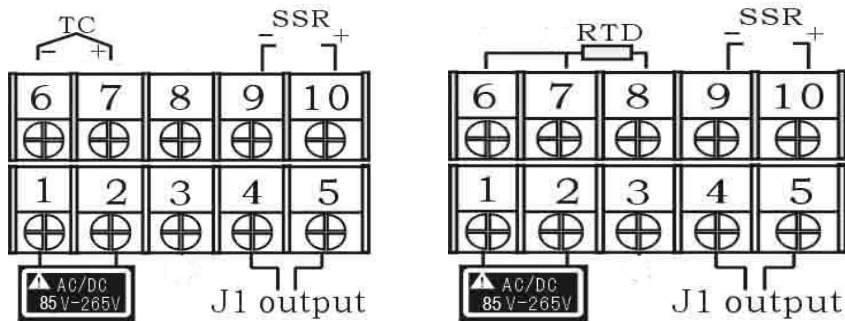 TC
- +
- SSR +
6 7 8 9 10
1 2 3 4 5
AC/DC
85V-265V
J1 output
RTD
- SSR +
6 7 8 9 10
1 2 3 4 5
AC/DC
85V-265V
J1 output